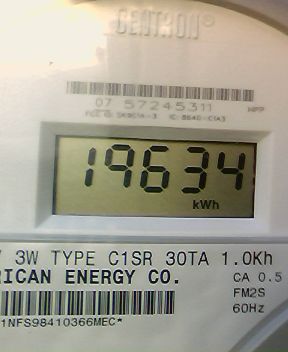 CENTRON®
07 57245311
19634
kWh
3W TYPE C1SR 30TA 1.0Kh
RICAN ENERGY CO.
CA 0.5
FM2S
60Hz
1NFS98410366MEC*